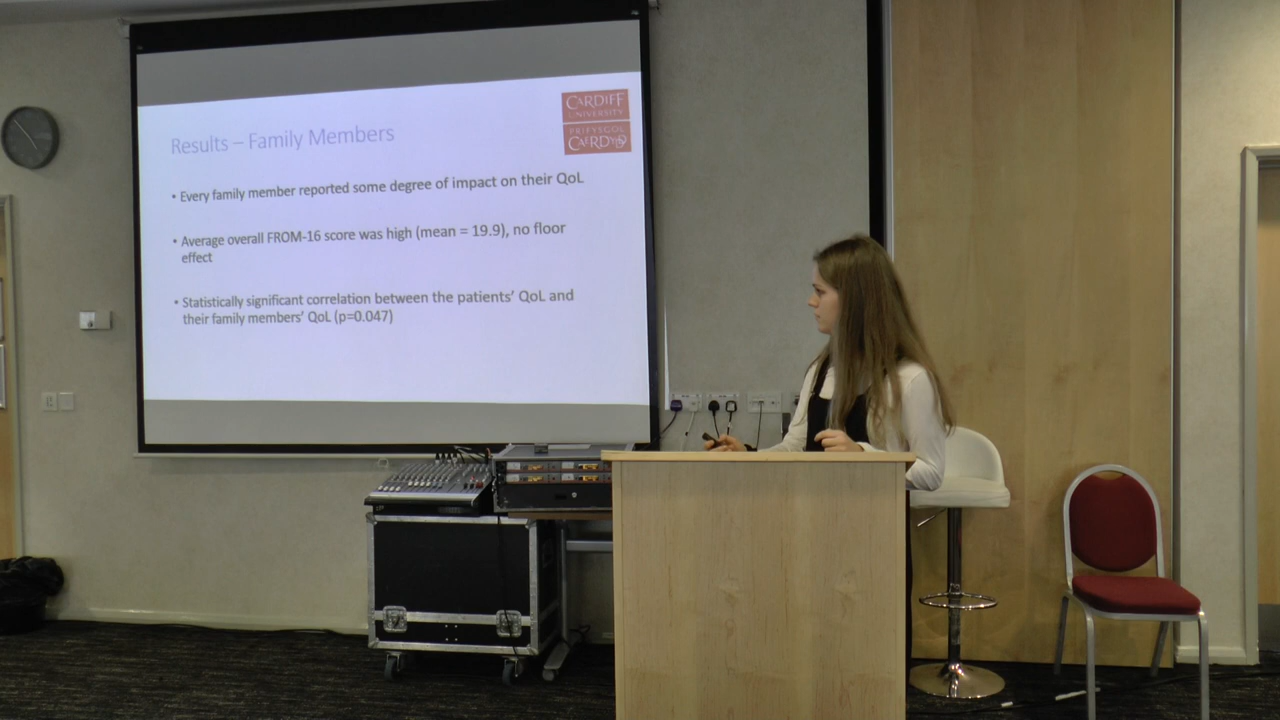 CARDIFF
UNIVERSITY
PRIFYSGOL
CAERDYDD
Results – Family Members
• Every family member reported some degree of impact on their QoL
• Average overall FROM-16 score was high (mean = 19.9), no floor
effect
• Statistically significant correlation between the patients’ QoL and
their family members’ QoL (p=0.047)